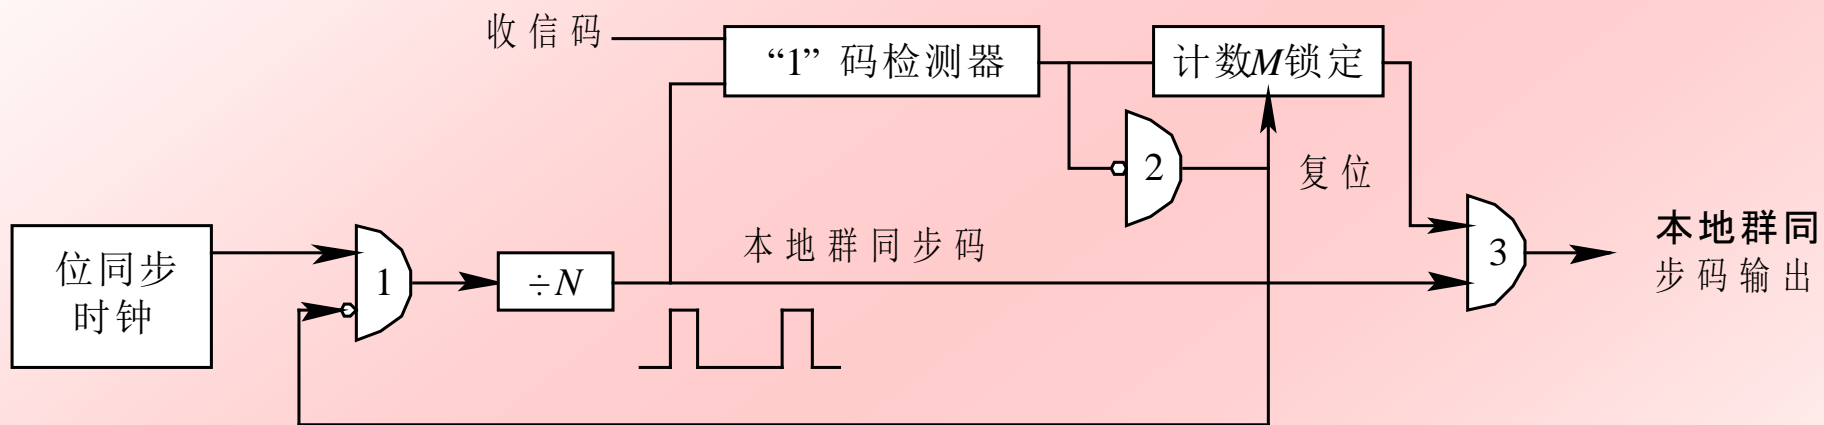 收信码
“1” 码检测器
计数M锁定
2
复位
位同步
时钟
1
÷N
本地群同步码
3
本地群同
步码输出